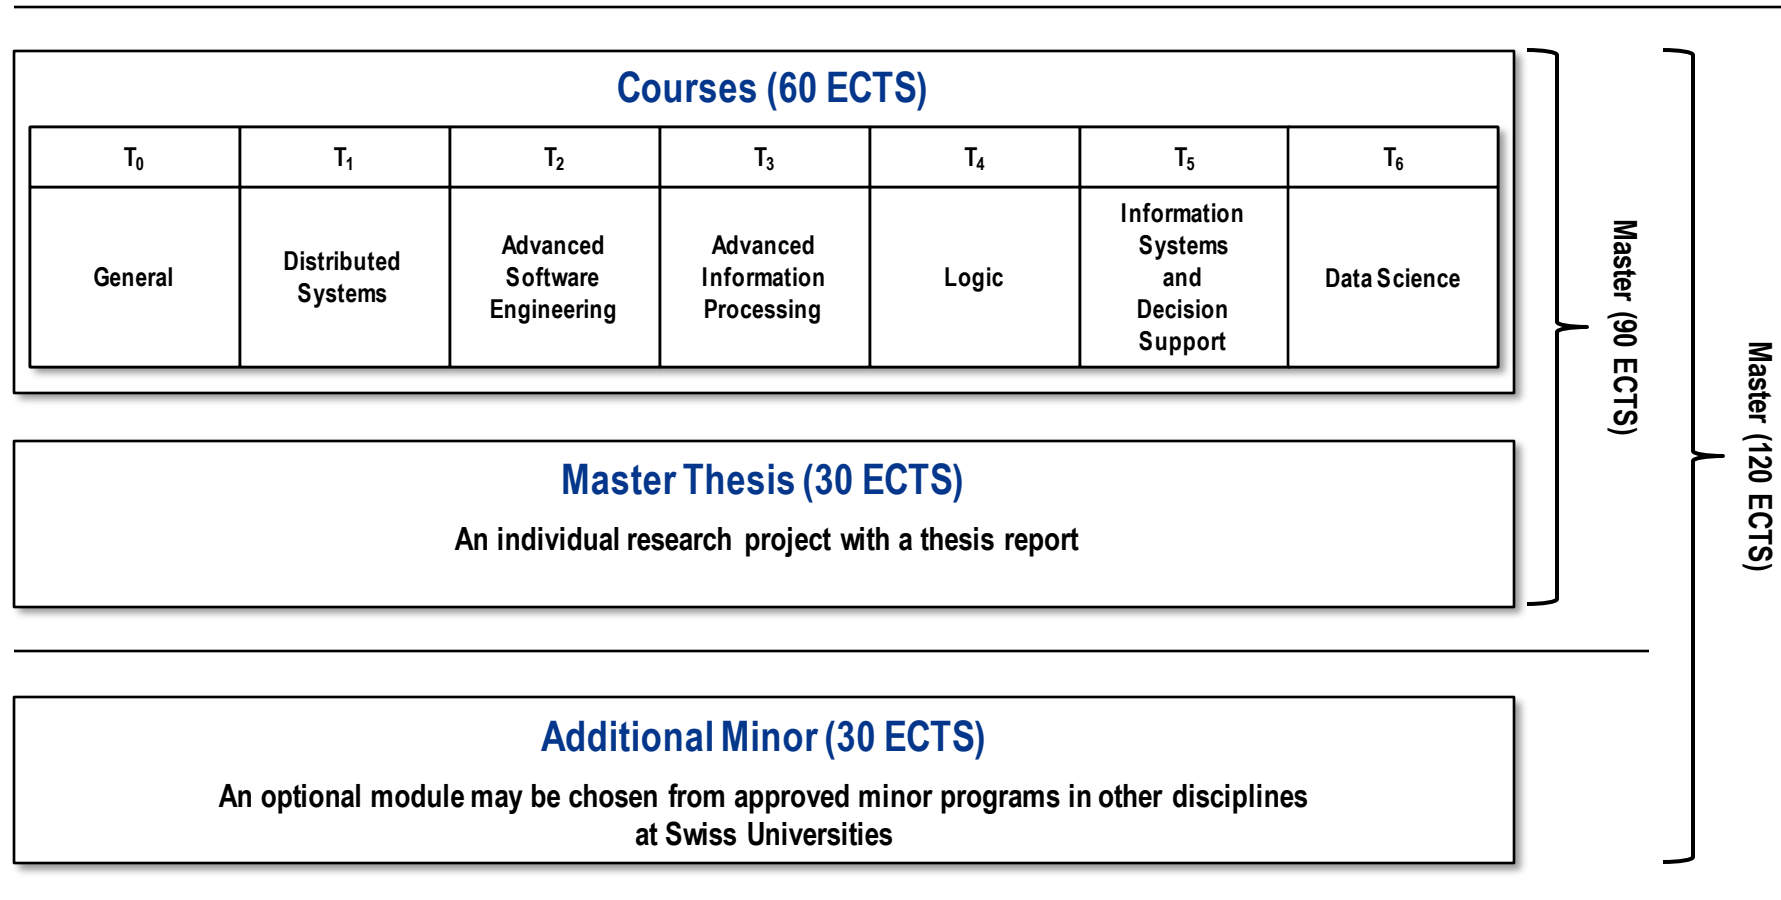 Courses (60 ECTS)
T0
T1
T2
T3
T4
T5
T6
General
Distributed
Systems
Advanced
Software
Engineering
Advanced
Information
Processing
Logic
Information
Systems
and
Decision
Support
Data Science
Master Thesis (30 ECTS)
An individual research project with a thesis report
Additional Minor (30 ECTS)
An optional module may be chosen from approved minor programs in other disciplines
at Swiss Universities
Master (90 ECTS)
Master (120 ECTS)